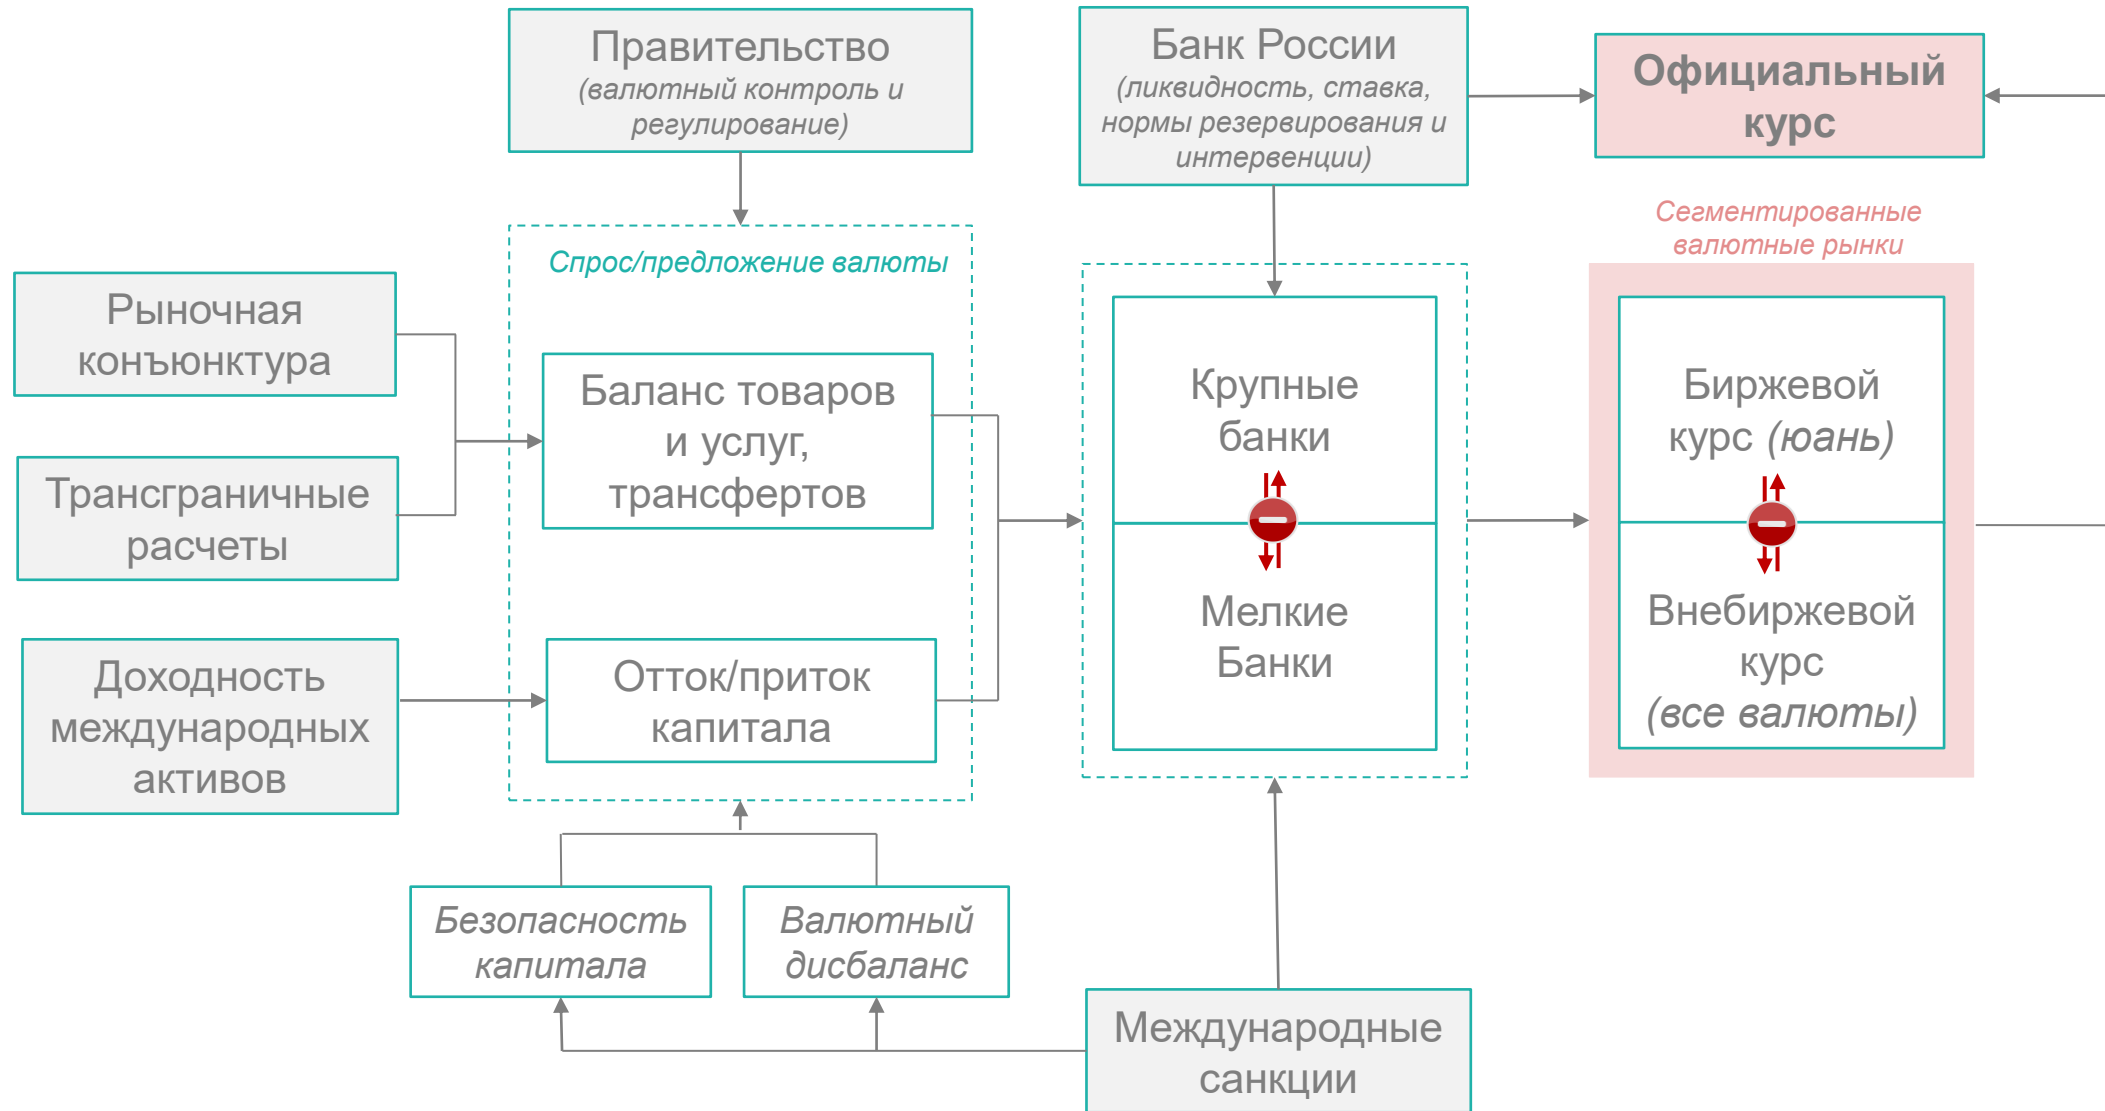 Правительство
(валютный контроль и
регулирование)
Банк России
(ликвидность, ставка,
нормы резервирования и
интервенции)
Официальный
курс
Сегментированные
валютные рынки
Спрос/предложение валюты
Рыночная
конъюнктура
Трансграничные
расчеты
Доходность
международных
активов
Баланс товаров
и услуг,
трансфертов
Отток/приток
капитала
Крупные
банки
Мелкие
Банки
Биржевой
курс (юань)
Внебиржевой
курс
(все валюты)
Безопасность
капитала
Валютный
дисбаланс
Международные
санкции